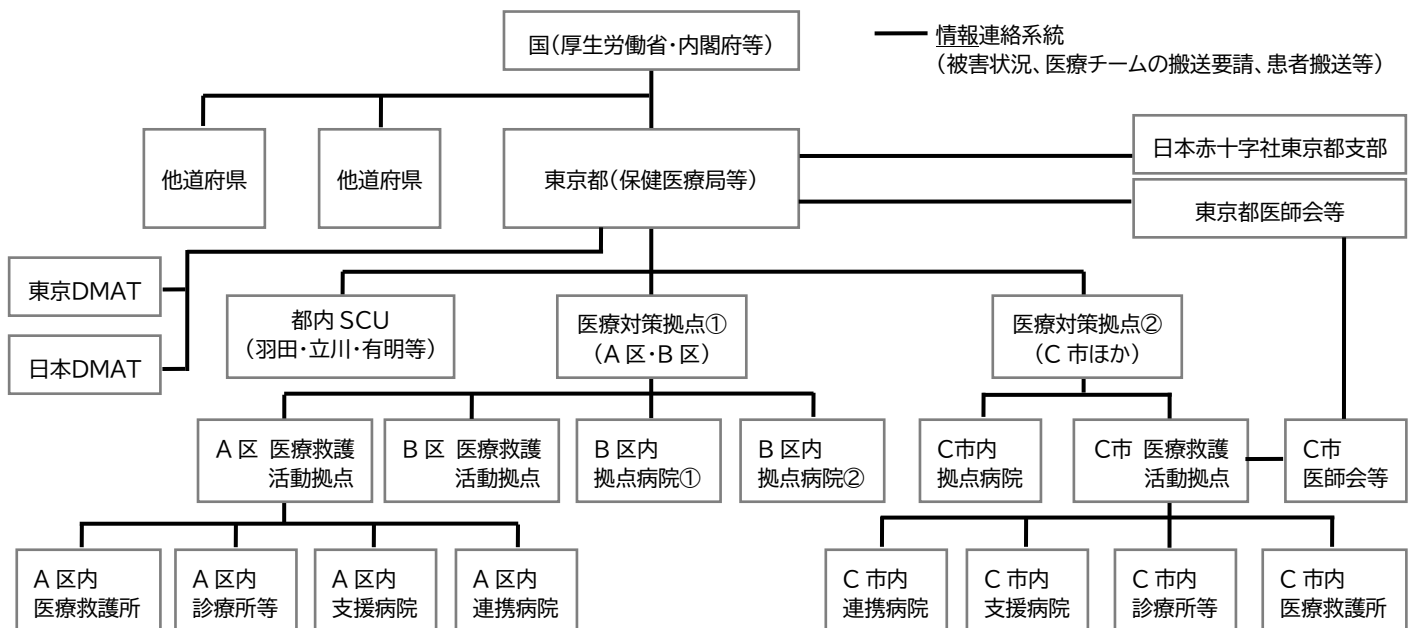 国(厚生労働省・内閣府等)
情報連絡系統
(被害状況、医療チームの搬送要請、患者搬送等)
他道府県
他道府県
東京都(保健医療局等)
日本赤十字社東京都支部
東京都医師会等
東京DMAT
日本DMAT
都内 SCU
(羽田・立川・有明等)
医療対策拠点①
(A 区・B 区)
医療対策拠点②
(C 市ほか)
A 区 医療救護
活動拠点
B 区 医療救護
活動拠点
B 区内
拠点病院①
B 区内
拠点病院②
C市内
拠点病院
C市 医療救護
活動拠点
C市
医師会等
A 区内
医療救護所
A 区内
診療所等
A 区内
支援病院
A 区内
連携病院
C 市内
連携病院
C 市内
支援病院
C 市内
診療所等
C 市内
医療救護所